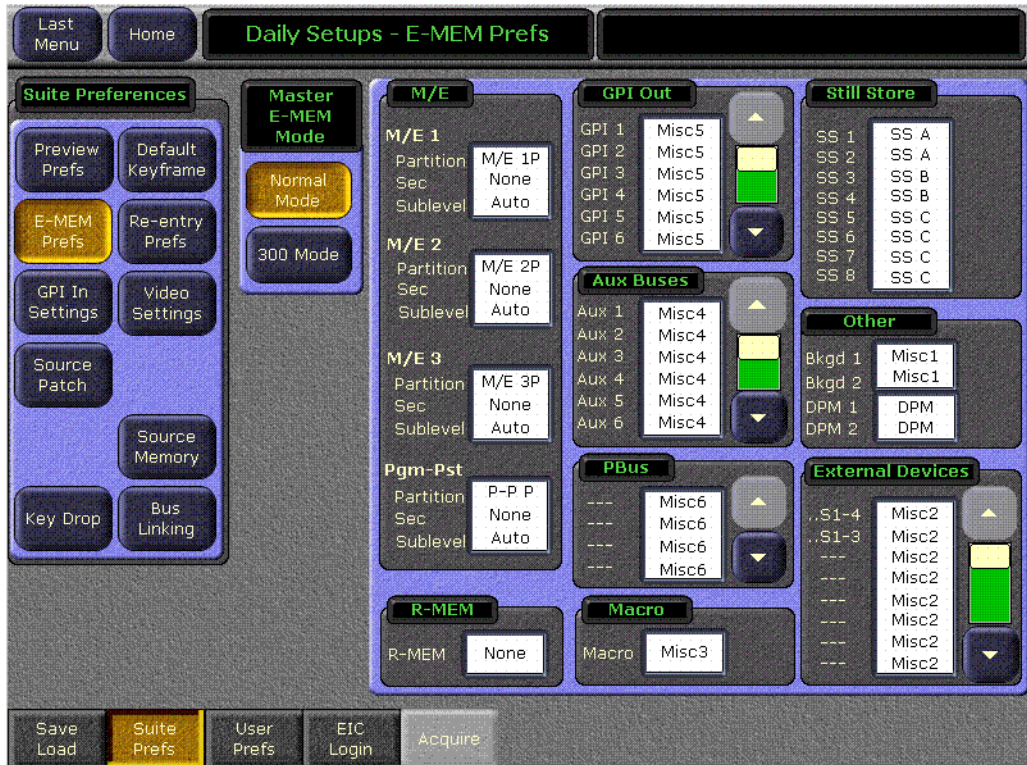 Last Menu
Home
Daily Setups - E-MEM Prefs
Suite Preferences
Preview Prefs
Default Keyframe
E-MEM Prefs
Re-entry Prefs
GPI In Settings
Video Settings
Source Patch
Source Memory
Key Drop
Bus Linking
Master E-MEM Mode
Normal Mode
300 Mode
M/E
M/E 1
Partition M/E 1P
Sec None
Sublevel Auto
M/E 2
Partition M/E 2P
Sec None
Sublevel Auto
M/E 3
Partition M/E 3P
Sec None
Sublevel Auto
Pgm-Pst
Partition P-P P
Sec None
Sublevel Auto
R-MEM
R-MEM None
GPI Out
GPI 1 Misc5
GPI 2 Misc5
GPI 3 Misc5
GPI 4 Misc5
GPI 5 Misc5
GPI 6 Misc5
Aux Buses
Aux 1 Misc4
Aux 2 Misc4
Aux 3 Misc4
Aux 4 Misc4
Aux 5 Misc4
Aux 6 Misc4
PBus
--- Misc6
--- Misc6
--- Misc6
--- Misc6
Macro
Macro Misc3
Still Store
SS 1 SS A
SS 2 SS A
SS 3 SS B
SS 4 SS B
SS 5 SS C
SS 6 SS C
SS 7 SS C
SS 8 SS C
Other
Bkgd 1 Misc1
Bkgd 2 Misc1
DPM 1 DPM
DPM 2 DPM
External Devices
..S1-4 Misc2
..S1-3 Misc2
--- Misc2
--- Misc2
--- Misc2
--- Misc2
--- Misc2
--- Misc2
Save Load
Suite Prefs
User Prefs
EIC Login
Acquire